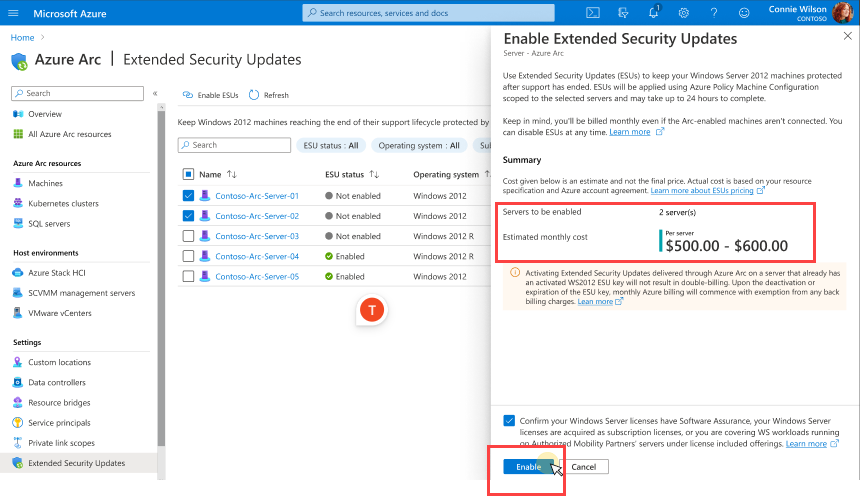 Microsoft Azure
Search resources, services and docs
1
Connie Wilson
CONTOSO
Home
Azure Arc | Extended Security Updates
Search
Overview
All Azure Arc resources
Azure Arc resources
Machines
Kubernetes clusters
SQL servers
Host environments
Azure Stack HCI
SCVMM management servers
VMware vCenters
Settings
Custom locations
Data controllers
Resource bridges
Service principals
Private link scopes
Extended Security Updates
Enable ESUs
Refresh
Keep Windows 2012 machines reaching the end of their support lifecycle protected by
Search
ESU status : All
Operating system : All
Su
Name
ESU status
Operating system
Contoso-Arc-Server-01
Not enabled
Windows 2012
Contoso-Arc-Server-02
Not enabled
Windows 2012
Contoso-Arc-Server-03
Not enabled
Windows 2012 R
Contoso-Arc-Server-04
Enabled
Windows 2012 R
Contoso-Arc-Server-05
Enabled
Windows 2012
T
Enable Extended Security Updates
Server - Azure Arc
Use Extended Security Updates (ESUs) to keep your Windows Server 2012 machines protected
after support has ended. ESUs will be applied using Azure Policy Machine Configuration
scoped to the selected servers and may take up to 24 hours to complete.
Keep in mind, you'll be billed monthly even if the Arc-enabled machines aren't connected. You
can disable ESUs at any time. Learn more
Summary
Cost given below is an estimate and not the final price. Actual cost is based on your resource
specification and Azure account agreement. Learn more about ESUs pricing
Servers to be enabled
2 server(s)
Estimated monthly cost
Per server
$500.00 - $600.00
Activating Extended Security Updates delivered through Azure Arc on a server that already has
an activated WS2012 ESU key will not result in double-billing. Upon the deactivation or
expiration of the ESU key, monthly Azure billing will commence with exemption from any back
billing charges. Lean more
Confirm your Windows Server licenses have Software Assurance, your Windows Server
licenses are acquired as subscription licenses, or you are covering WS workloads running
on Authorized Mobility Partners' servers under license included offerings. Learn more
Enable
Cancel